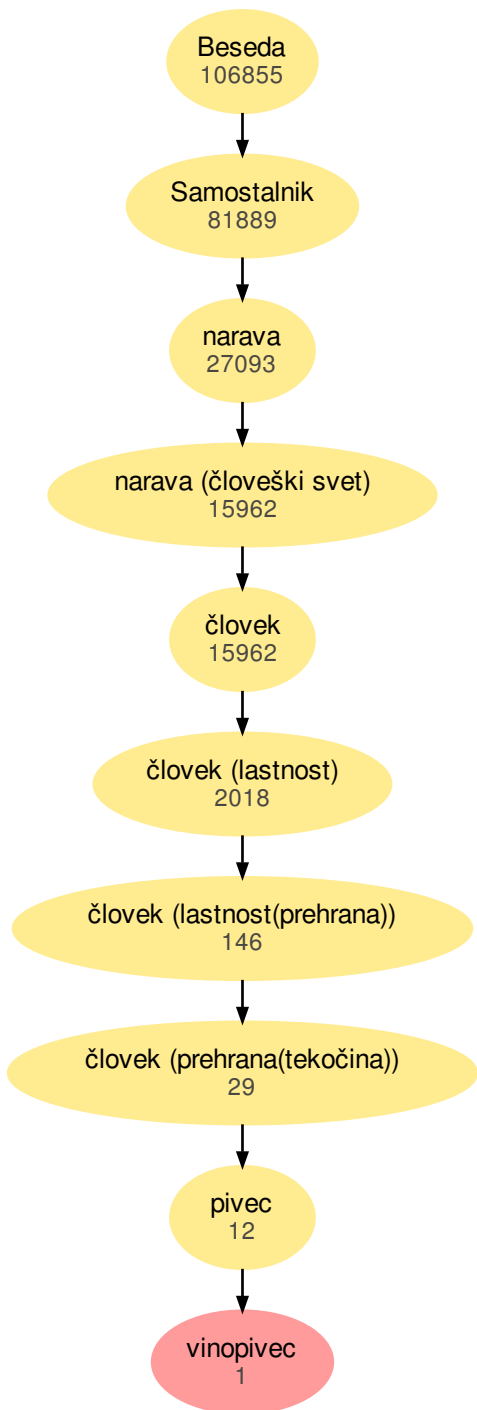 Beseda
106855
Samostalnik
81889
narava
27093
narava (človeški svet)
15962
človek
15962
človek (lastnost)
2018
človek (lastnost(prehrana))
146
človek (prehrana(tekočina))
29
pivec
12
vinopivec
1